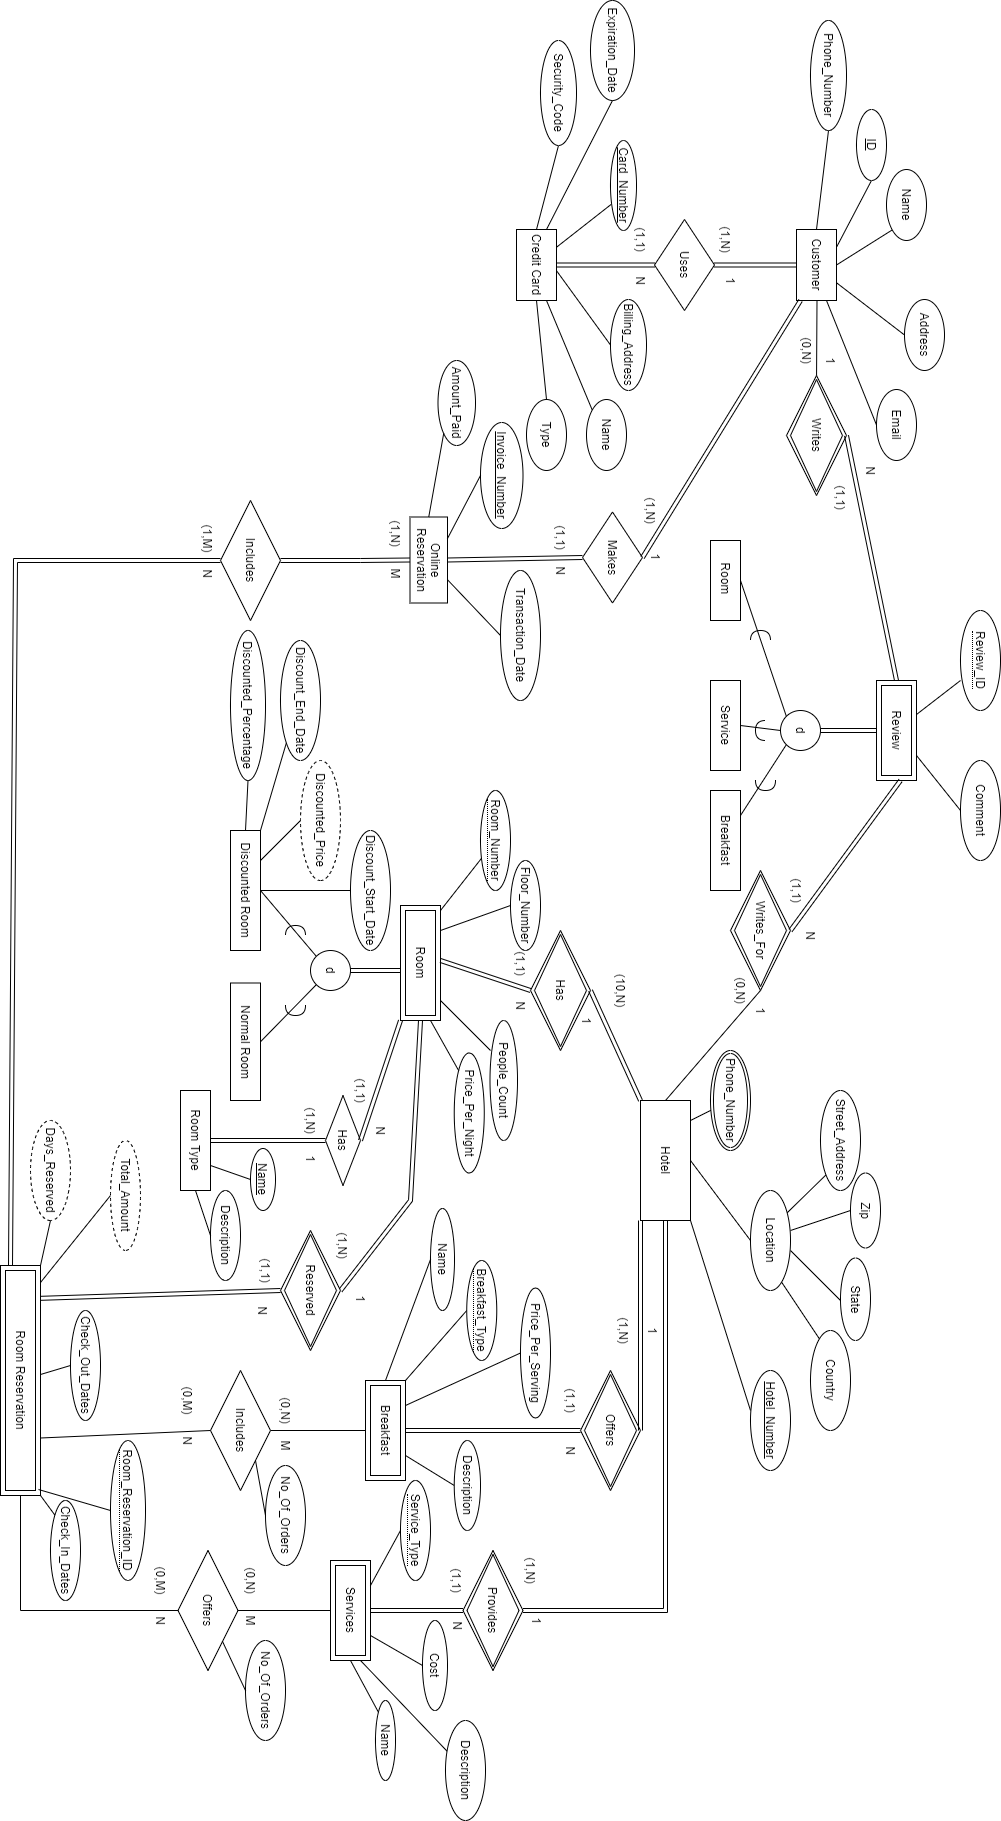 Review_ID
Comment
Address
Name
Email
Review
ID
N
Zip
State
(1,1)
Street_Address
Phone_Number
1
Country
Customer
Writes
(0,N)
N
d
(1,1)
Location
Hotel_Number
Writes_For
1
(0,N)
Phone_Number
(1,N)
1
Room
Service
Breakfast
Uses
Hotel
1
(1,N)
1
(1,1)
N
Card_Number
Billing_Address
(10,N)
(1,N)
Expiration_Date
Name
Makes
Offers
1
(1,1)
N
(1,1)
N
Has
Security_Code
Type
Credit Card
Price_Per_Serving
1
(1,N)
Transaction_Date
Floor_Number
(1,1)
N
Invoice_Number
Room_Number
People_Count
Provides
Breakfast_Type
Price_Per_Night
Description
Description
(1,1)
N
Amount_Paid
Name
Online
Reservation
Room
Service_Type
Cost
(1,N)
M
Breakfast
Name
Discount_Start_Date
N
(1,1)
1
(1,N)
Services
Has
d
Discounted_Price
Reserved
(1,N)
1
Discount_End_Date
(0,N)
M
No_Of_Orders
(1,1)
N
Name
No_Of_Orders
Includes
Discounted_Percentage
Discounted Room
Normal Room
(0,N)
M
Includes
Description
(1,M)
N
Offers
Room Type
(0,M)
N
(0,M)
N
Total_Amount
Room_Reservation_ID
Check_Out_Dates
Check_In_Dates
Days_Reserved
Room Reservation